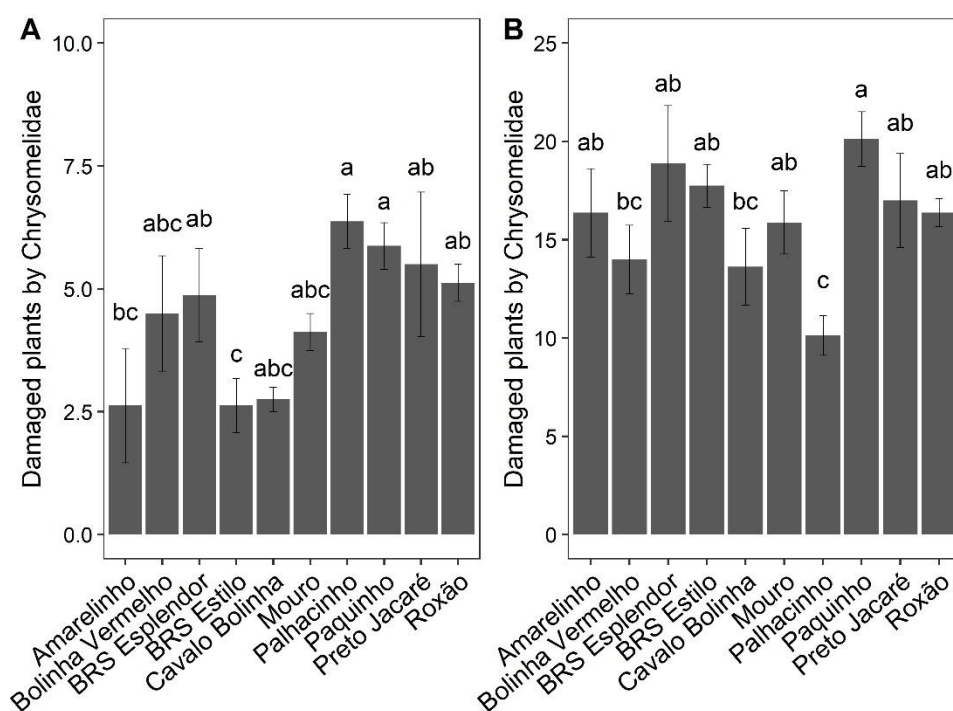 A
Damaged plants by Chrysomelidae
10.0
7.5
5.0
2.5
0.0
bc
abc
ab
c
abc
abc
a
a
ab
ab
Amarelinho
Bolinha Vermelho
BRS Esplendor
BRS Estilo
Cavalo Bolinha
Mouro
Palhacinho
Paquinho
Preto Jacaré
Roxão
B
Damaged plants by Chrysomelidae
25
20
15
10
5
0
ab
bc
ab
ab
bc
ab
c
a
ab
ab
Amarelinho
Bolinha Vermelho
BRS Esplendor
BRS Estilo
Cavalo Bolinha
Mouro
Palhacinho
Paquinho
Preto Jacaré
Roxão